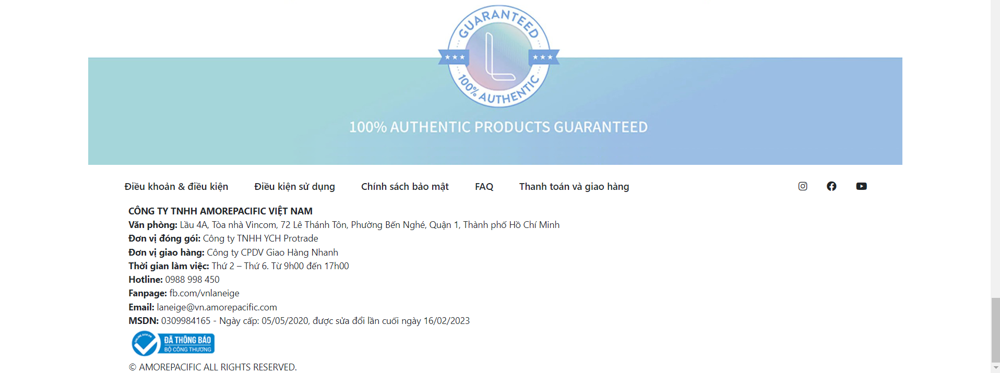 GUARANTEED
100% AUTHENTIC
100% AUTHENTIC PRODUCTS GUARANTEED
Điều khoản & điều kiện Điều kiện sử dụng Chính sách bảo mật FAQ Thanh toán và giao hàng
CÔNG TY TNHH AMOREPACIFIC VIỆT NAM
Văn phòng: Lầu 4A, Tòa nhà Vincom, 72 Lê Thánh Tôn, Phường Bến Nghé, Quận 1, Thành phố Hồ Chí Minh
Đơn vị đóng gói: Công ty TNHH YCH Protrade
Đơn vị giao hàng: Công ty CPDV Giao Hàng Nhanh
Thời gian làm việc: Thứ 2 – Thứ 6. Từ 9h00 đến 17h00
Hotline: 0988 998 450
Fanpage: fb.com/vnlaneige
Email: laneige@vn.amorepacific.com
MSDN: 0309984165 - Ngày cấp: 05/05/2020, được sửa đổi lần cuối ngày 16/02/2023
ONLINE.GOV.VN
ĐÃ THÔNG BÁO
BỘ CÔNG THƯƠNG
© AMOREPACIFIC ALL RIGHTS RESERVED.